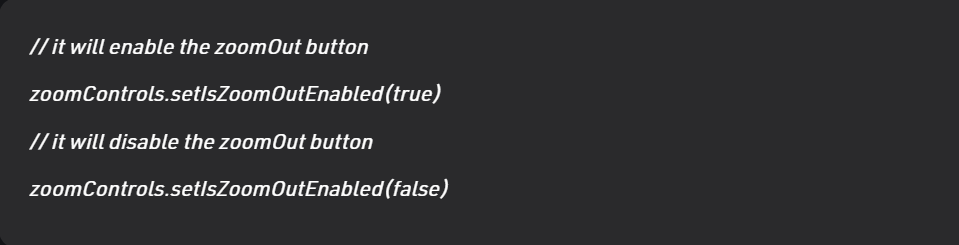 // it will enable the zoomOut button
zoomControls.setIsZoomOutEnabled(true)
// it will disable the zoomOut button
zoomControls.setIsZoomOutEnabled(false)